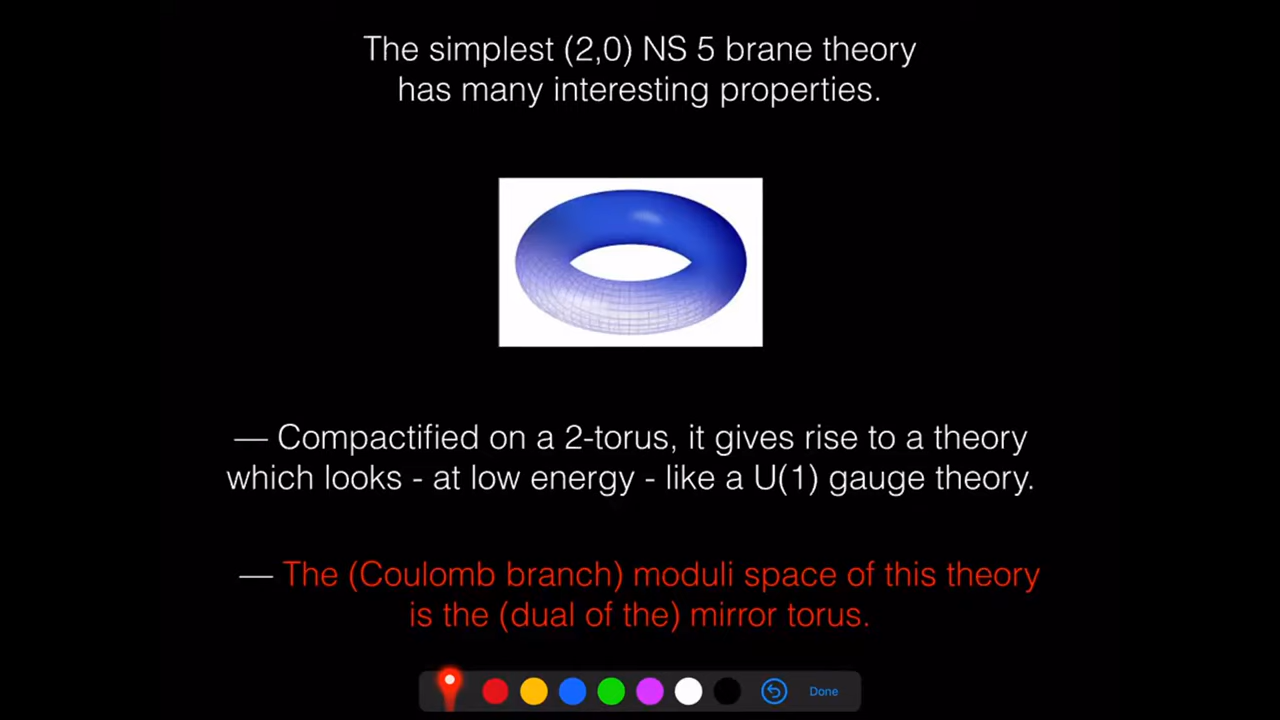 The simplest (2,0) NS 5 brane theory
has many interesting properties.
— Compactified on a 2-torus, it gives rise to a theory
which looks - at low energy - like a U(1) gauge theory.
— The (Coulomb branch) moduli space of this theory
is the (dual of the) mirror torus.
Done